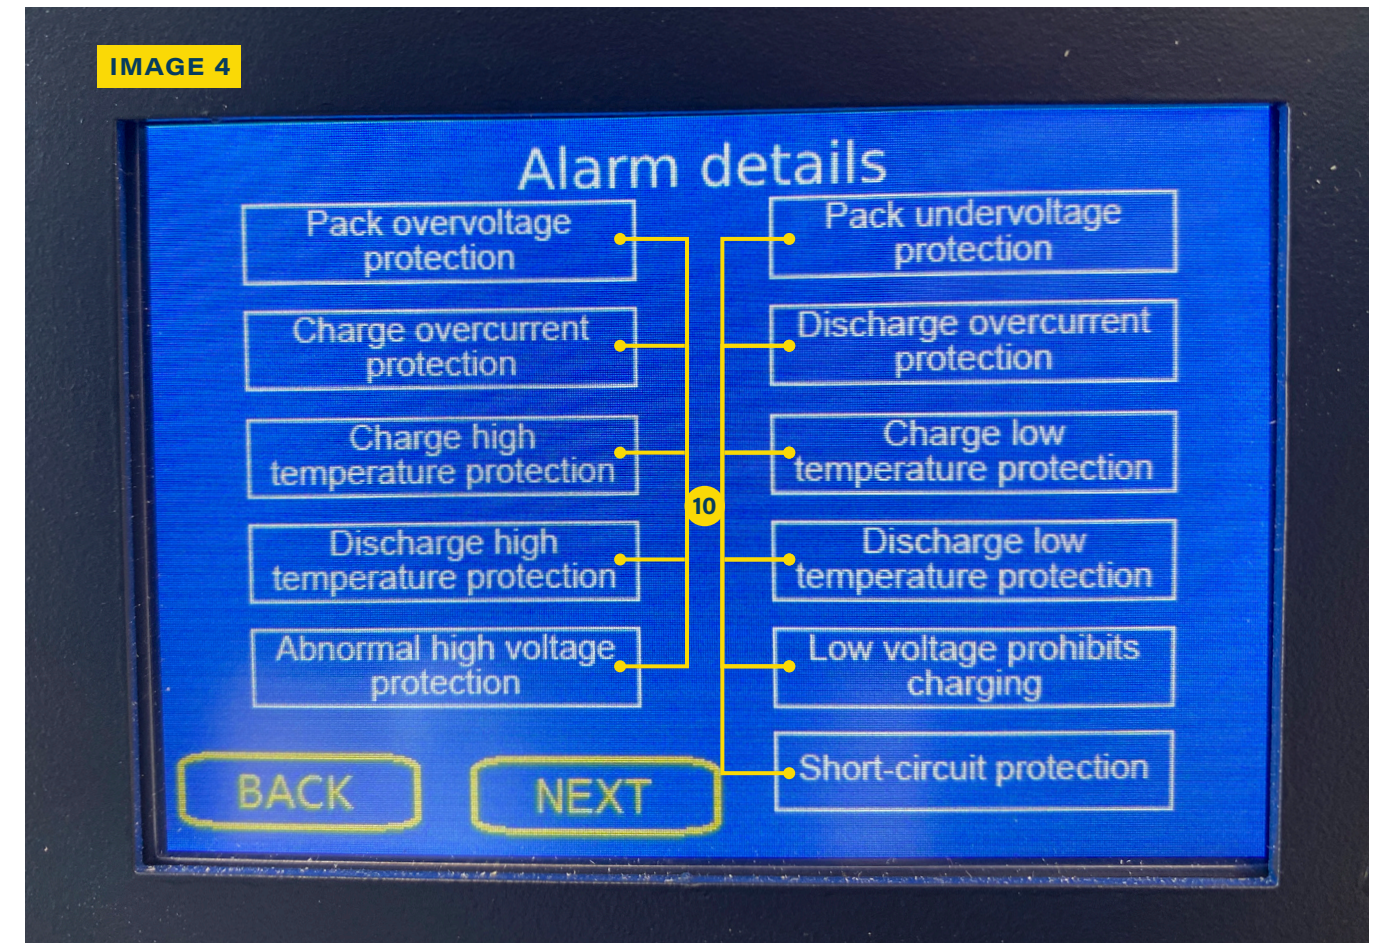 IMAGE 4
Alarm details
Pack overvoltage
protection
Pack undervoltage
protection
Charge overcurrent
protection
Discharge overcurrent
protection
Charge high
temperature protection
Charge low
temperature protection
10
Discharge high
temperature protection
Discharge low
temperature protection
Abnormal high voltage
protection
Low voltage prohibits
charging
Short-circuit protection
BACK
NEXT